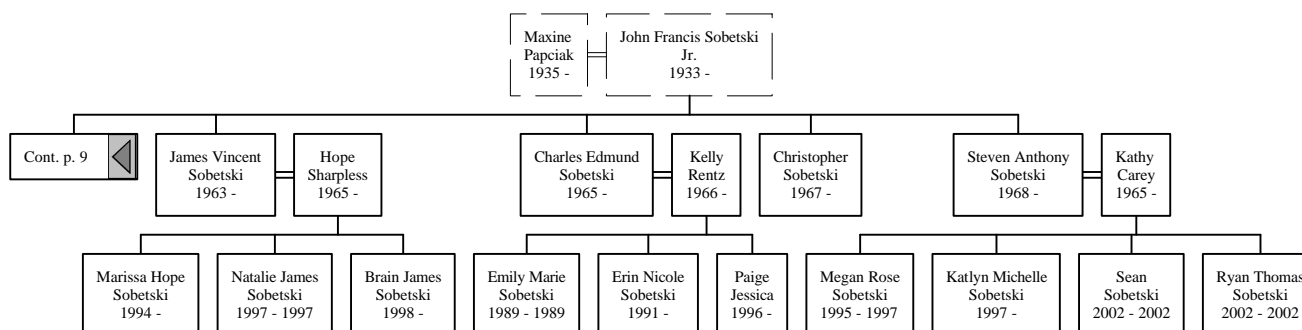 Maxine
Papciak
1935 -
John Francis Sobetski
Jr.
1933 -
Cont. p. 9
James Vincent
Sobetski
1963 -
Hope
Sharpless
1965 -
Charles Edmund
Sobetski
1965 -
Kelly
Rentz
1966 -
Christopher
Sobetski
1967 -
Steven Anthony
Sobetski
1968 -
Kathy
Carey
1965 -
Marissa Hope
Sobetski
1994 -
Natalie James
Sobetski
1997 - 1997
Brain James
Sobetski
1998 -
Emily Marie
Sobetski
1989 - 1989
Erin Nicole
Sobetski
1991 -
Paige
Jessica
1996 -
Megan Rose
Sobetski
1995 - 1997
Katlyn Michelle
Sobetski
1997 -
Sean
Sobetski
2002 - 2002
Ryan Thomas
Sobetski
2002 - 2002